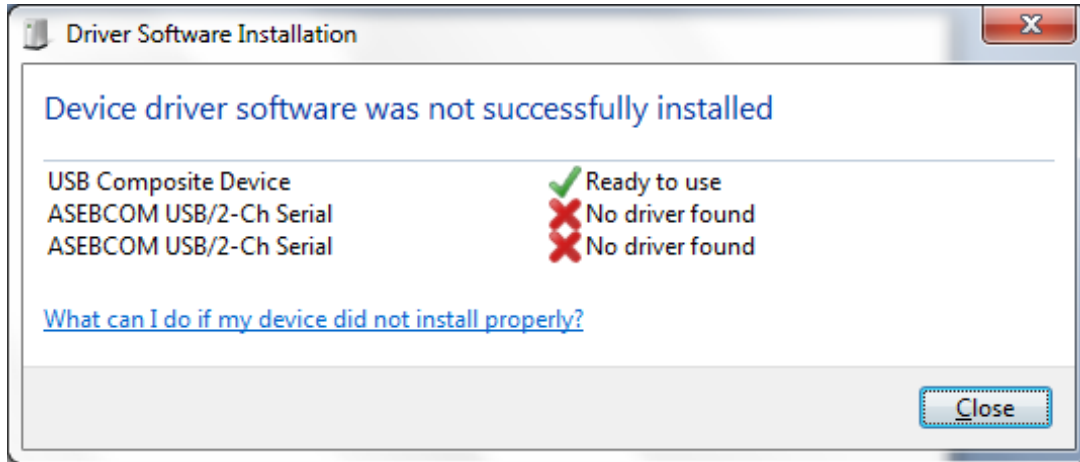 Driver Software Installation
Device driver software was not successfully installed
USB Composite Device Ready to use
ASEBCOM USB/2-Ch Serial No driver found
ASEBCOM USB/2-Ch Serial No driver found
What can I do if my device did not install properly?
Close